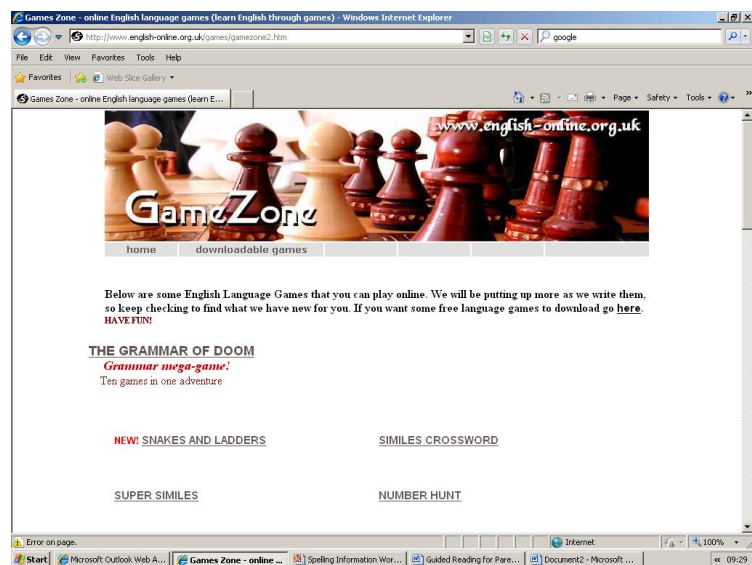 Games Zone - online English language games (learn English through games) - Windows Internet Explorer
http://www.english-online.org.uk/games/gamezone2.htm
google
File Edit View Favorites Tools Help
Favorites Web Slice Gallery
Games Zone - online English language games (learn E...
Page Safety Tools
www.english-online.org.uk
GameZone
home downloadable games
Below are some English Language Games that you can play online. We will be putting up more as we write them,
so keep checking to find what we have new for you. If you want some free language games to download go here.
HAVE FUN!
THE GRAMMAR OF DOOM
Grammar mega-game!
Ten games in one adventure
NEW! SNAKES AND LADDERS SIMILES CROSSWORD
SUPER SIMILES NUMBER HUNT
Error on page. Internet 100%
Start Microsoft Outlook Web A... Games Zone - online ... Spelling Information Wor... Guided Reading for Pare... Document2 - Microsoft ... « 09:29